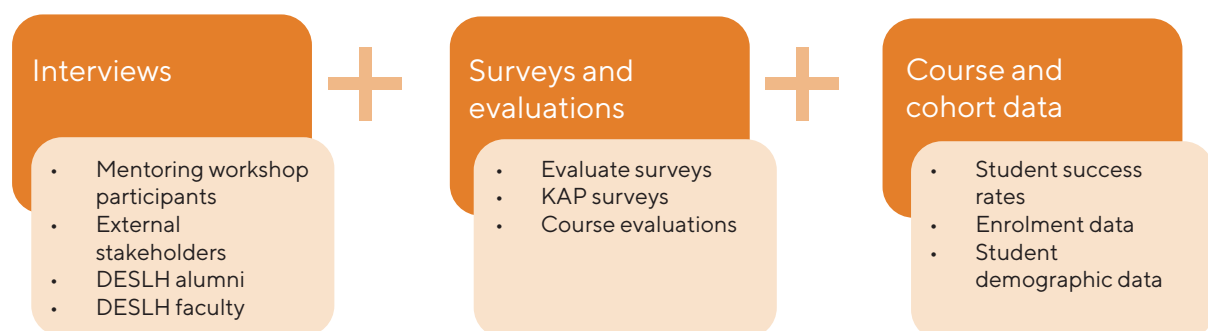 Interviews
• Mentoring workshop
participants
• External
stakeholders
• DESLH alumni
• DESLH faculty
Surveys and
evaluations
• Evaluate surveys
• KAP surveys
• Course evaluations
Course and
cohort data
• Student success
rates
• Enrolment data
• Student
demographic data